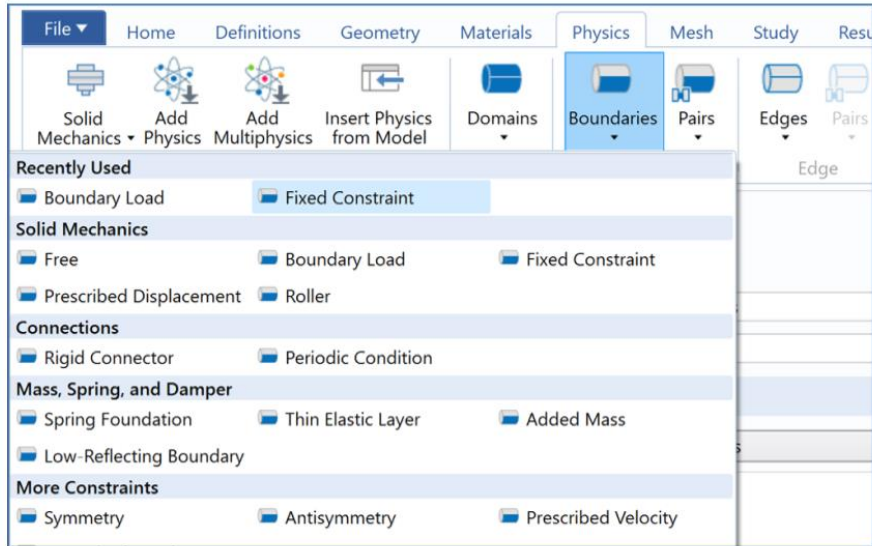 File Home Definitions Geometry Materials Physics Mesh Study Resu
Solid Mechanics Add Physics Add Multiphysics Insert Physics from Model Domains Boundaries Pairs Edges Pairs
Edge
Recently Used
Boundary Load Fixed Constraint
Solid Mechanics
Free Boundary Load Fixed Constraint
Prescribed Displacement Roller
Connections
Rigid Connector Periodic Condition
Mass, Spring, and Damper
Spring Foundation Thin Elastic Layer Added Mass
Low-Reflecting Boundary
More Constraints
Symmetry Antisymmetry Prescribed Velocity